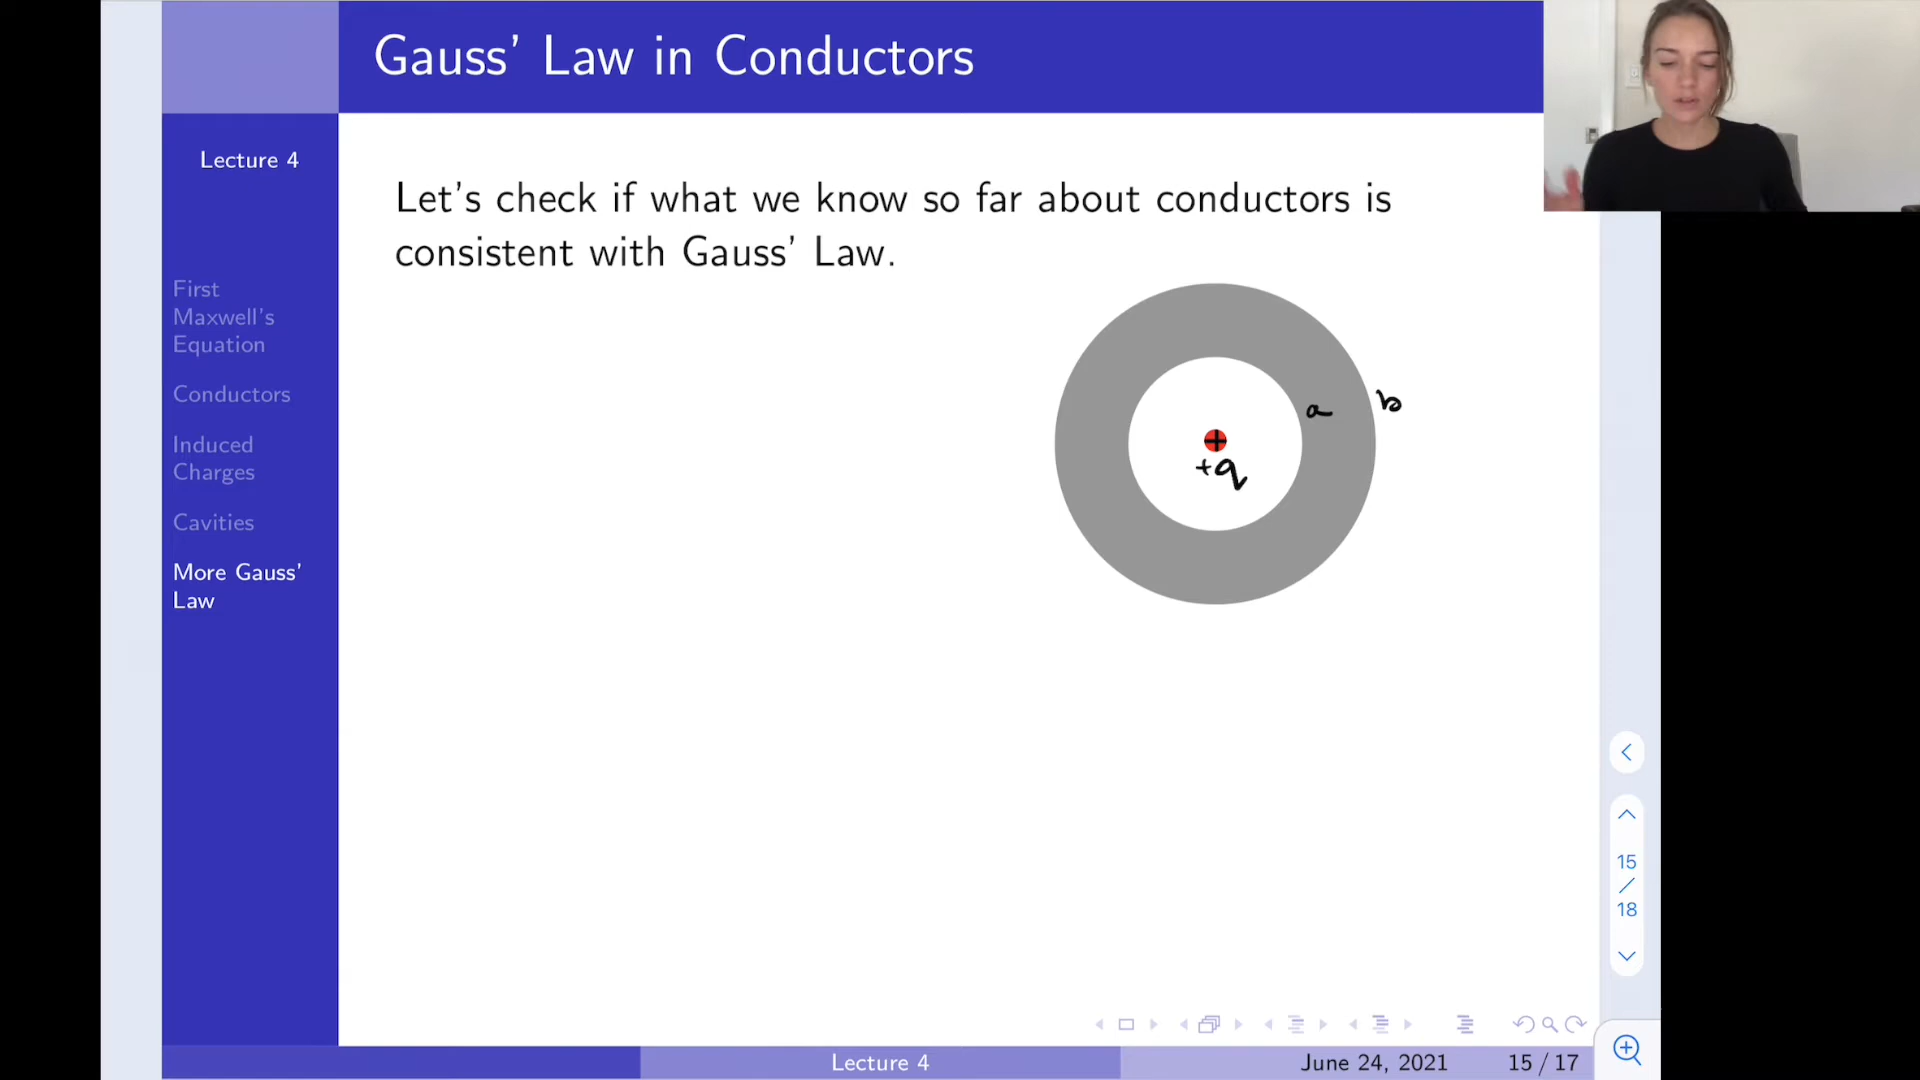 Gauss’ Law in Conductors
Lecture 4
First
Maxwell’s
Equation
Conductors
Induced
Charges
Cavities
More Gauss’
Law
Let’s check if what we know so far about conductors is
consistent with Gauss’ Law.
a
b
+q
15
/
18
Lecture 4
June 24, 2021
15 / 17